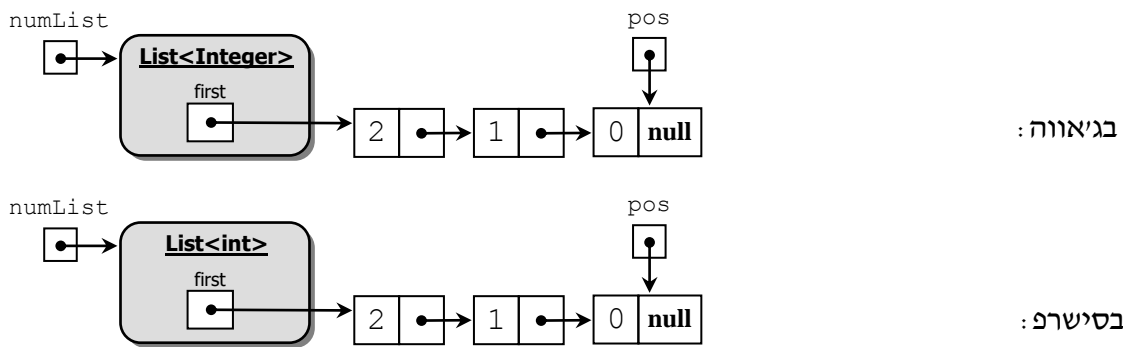 numList pos
List<Integer>
first
2 1 0 null
בג׳אווה:
numList pos
List<int>
first
2 1 0 null
בסישרפ: